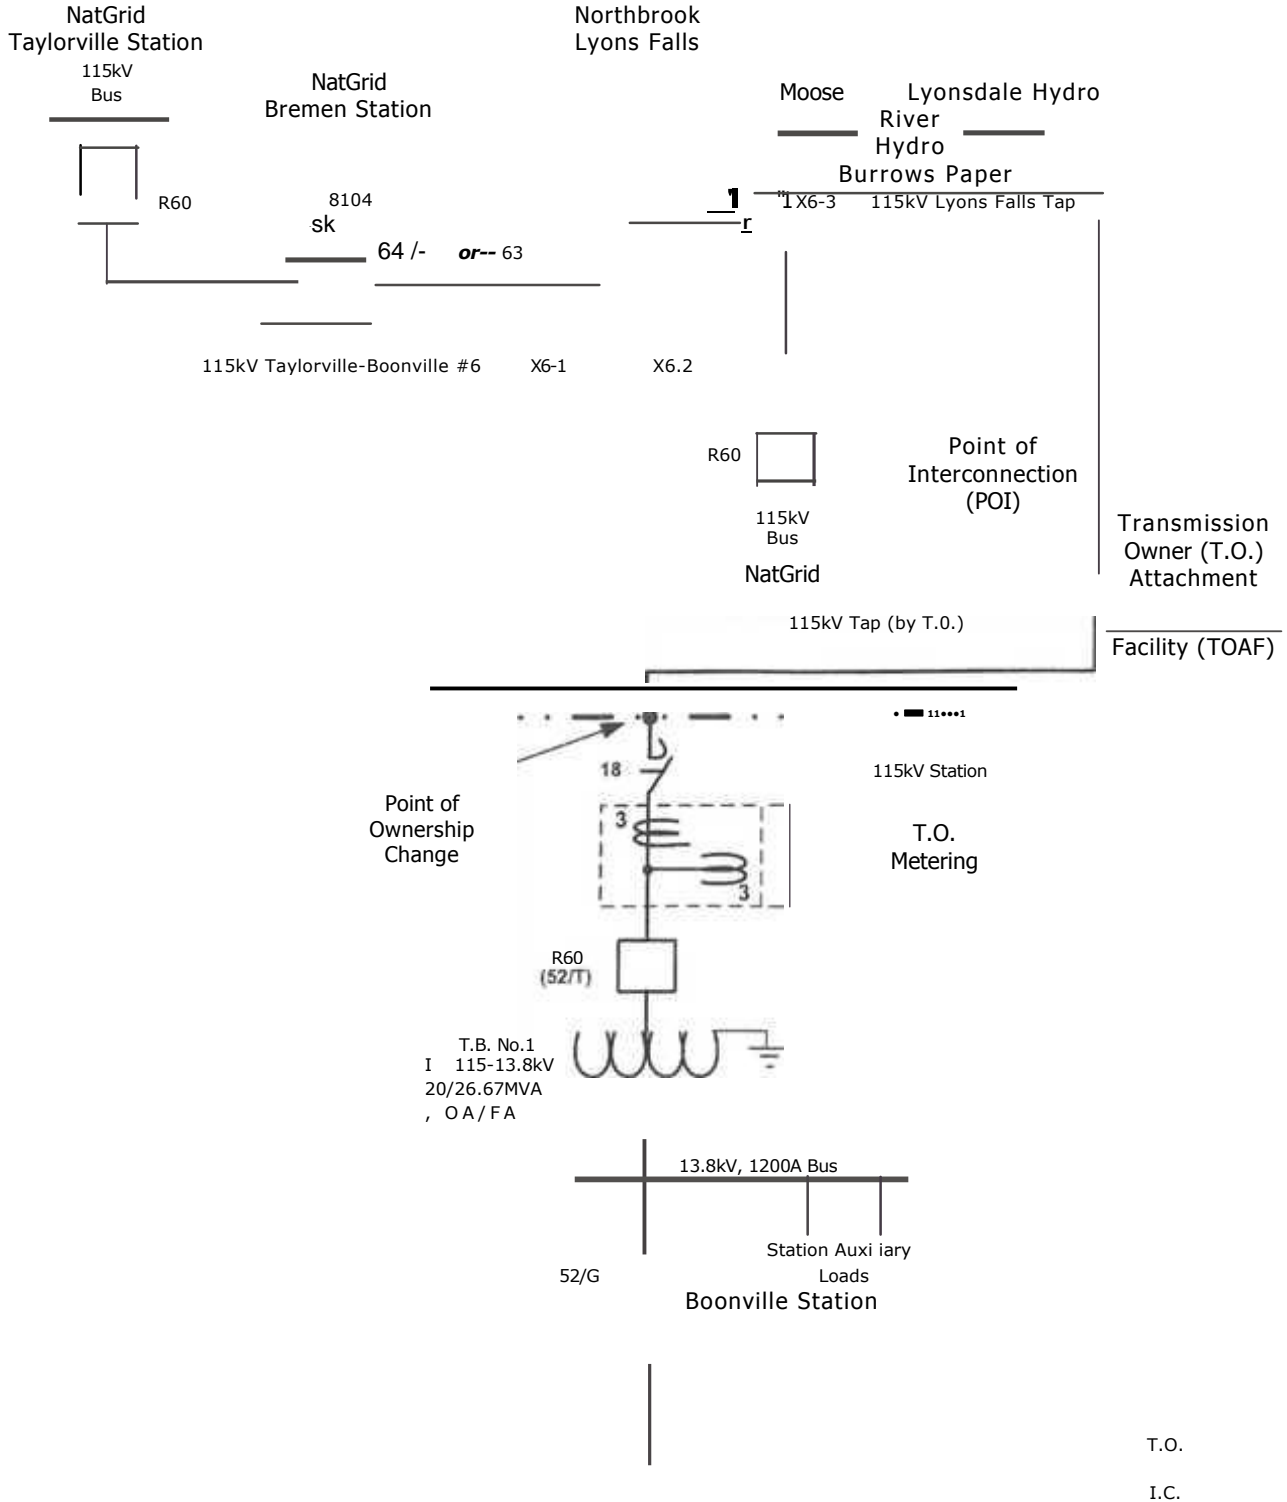 NatGrid
Taylorville Station
115kV
Bus
R60
NatGrid
Bremen Station
8104
sk
64 /-
or-- 63
Northbrook
Lyons Falls
Moose
Lyonsdale Hydro
River
Hydro
Burrows Paper
X6-3
115kV Lyons Falls Tap
r
115kV Taylorville-Boonville #6
X6-1
X6.2
R60
115kV
Bus
NatGrid
Point of
Interconnection
(POI)
Transmission
Owner (T.O.)
Attachment
Facility (TOAF)
115kV Tap (by T.0.)
18
115kV Station
Point of
Ownership
Change
3
T.O.
Metering
3
R60
(52/T)
T.B. No.1
I 115-13.8kV
20/26.67MVA
, OA/FA
13.8kV, 1200A Bus
Station Auxi iary
Loads
52/G
Boonville Station
T.O.
I.C.